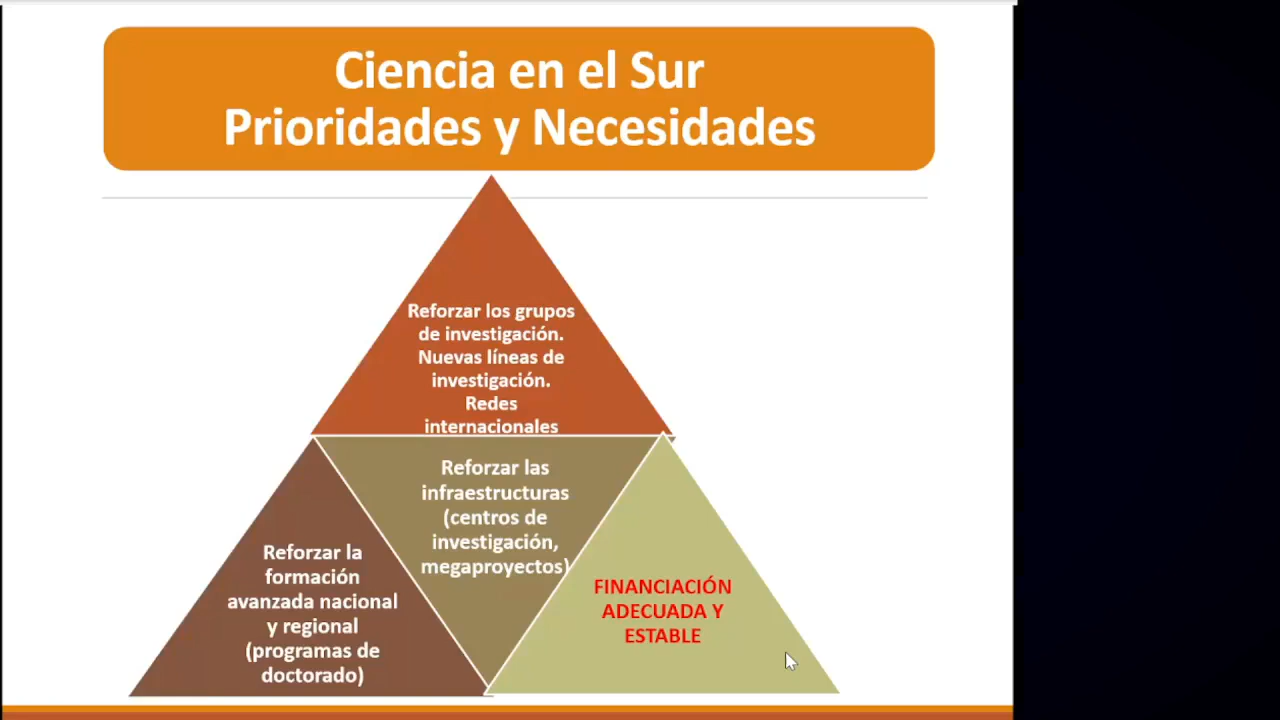 Ciencia en el Sur
Prioridades y Necesidades
Reforzar los grupos
de investigación.
Nuevas líneas de
investigación.
Redes
internacionales
Reforzar las
infraestructuras
(centros de
investigación,
megaproyectos)
Reforzar la
formación
avanzada nacional
y regional
(programas de
doctorado)
FINANCIACIÓN
ADECUADA Y
ESTABLE